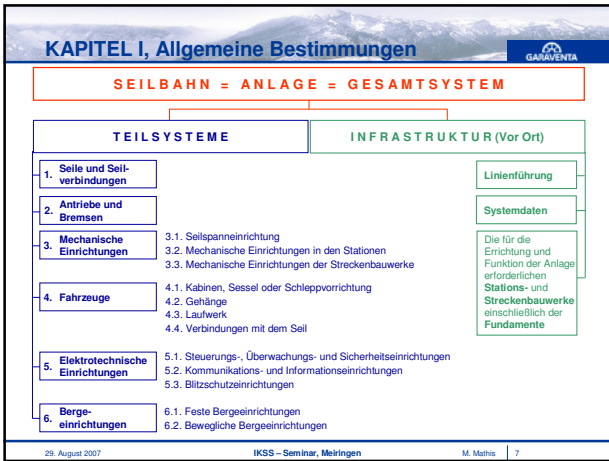 KAPITEL I, Allgemeine Bestimmungen
GARAVENTA
SEILBAHN = ANLAGE = GESAMTSYSTEM
TEILSYSTEME
INFRASTRUKTUR (Vor Ort)
1. Seile und Seil-
verbindungen
2. Antriebe und
Bremsen
3. Mechanische
Einrichtungen
3.1. Seilspanneinrichtung
3.2. Mechanische Einrichtungen in den Stationen
3.3. Mechanische Einrichtungen der Streckenbauwerke
4. Fahrzeuge
4.1. Kabinen, Sessel oder Schleppvorrichtung
4.2. Gehänge
4.3. Laufwerk
4.4. Verbindungen mit dem Seil
5. Elektrotechnische
Einrichtungen
5.1. Steuerungs-, Überwachungs- und Sicherheitseinrichtungen
5.2. Kommunikations- und Informationseinrichtungen
5.3. Blitzschutzeinrichtungen
6. Berge-
einrichtungen
6.1. Feste Bergeeinrichtungen
6.2. Bewegliche Bergeeinrichtungen
Linienführung
Systemdaten
Die für die
Errichtung und
Funktion der Anlage
erforderlichen
Stations- und
Streckenbauwerke
einschließlich der
Fundamente
29. August 2007
IKSS – Seminar, Meiringen
M. Mathis
7